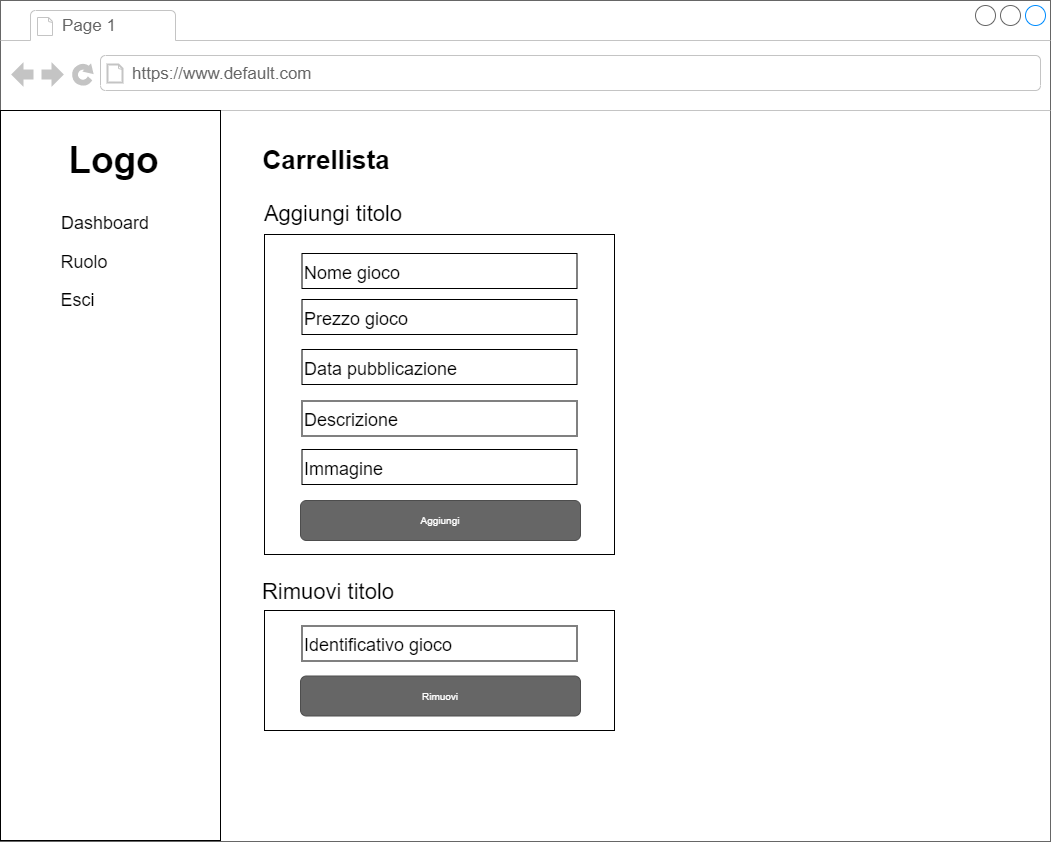 Page 1
https://www.default.com
Logo
Dashboard
Ruolo
Esci
Carrellista
Aggiungi titolo
Nome gioco
Prezzo gioco
Data pubblicazione
Descrizione
Immagine
Aggiungi
Rimuovi titolo
Identificativo gioco
Rimuovi